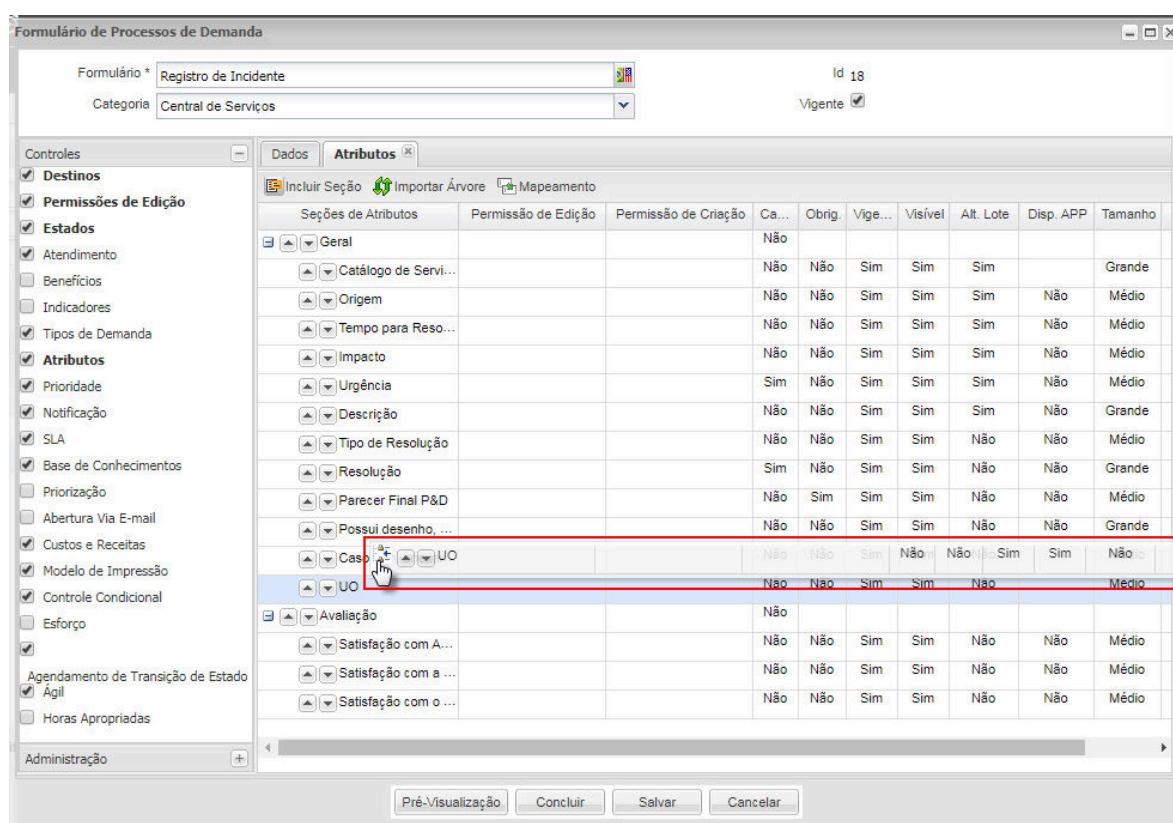 Formulário de Processos de Demanda
Formulário * Registro de Incidente Id 18
Categoria Central de Serviços Vigente
Controles
Destinos
Permissões de Edição
Estados
Atendimento
Benefícios
Indicadores
Tipos de Demanda
Atributos
Prioridade
Notificação
SLA
Base de Conhecimentos
Priorização
Abertura Via E-mail
Custos e Receitas
Modelo de Impressão
Controle Condicional
Esforço
Agendamento de Transição de Estado
Ágil
Horas Apropriadas
Administração
Dados Atributos
Incluir Seção Importar Árvore Mapeamento
Seções de Atributos Permissão de Edição Permissão de Criação Ca... Obrig. Vige... Visível Alt. Lote Disp. APP Tamanho
Geral Não
Catálogo de Servi... Não Não Sim Sim Sim Grande
Origem Não Não Sim Sim Sim Não Médio
Tempo para Reso... Não Não Sim Sim Sim Não Médio
Impacto Não Não Sim Sim Sim Não Médio
Urgência Sim Não Sim Sim Sim Não Médio
Descrição Não Não Sim Sim Sim Não Grande
Tipo de Resolução Não Não Sim Sim Não Não Médio
Resolução Sim Não Sim Sim Não Não Grande
Parecer Final P&D Não Sim Sim Sim Não Não Médio
Possui desenho, ... Não Não Sim Sim Não Não Grande
Caso UO Não Não Sim Não Não Sim Sim Não
UO Não Não Sim Sim Não Médio
Avaliação Não
Satisfação com A... Não Não Sim Sim Não Não Médio
Satisfação com a ... Não Não Sim Sim Não Não Médio
Satisfação com o ... Não Não Sim Sim Não Não Médio
Pré-Visualização Concluir Salvar Cancelar